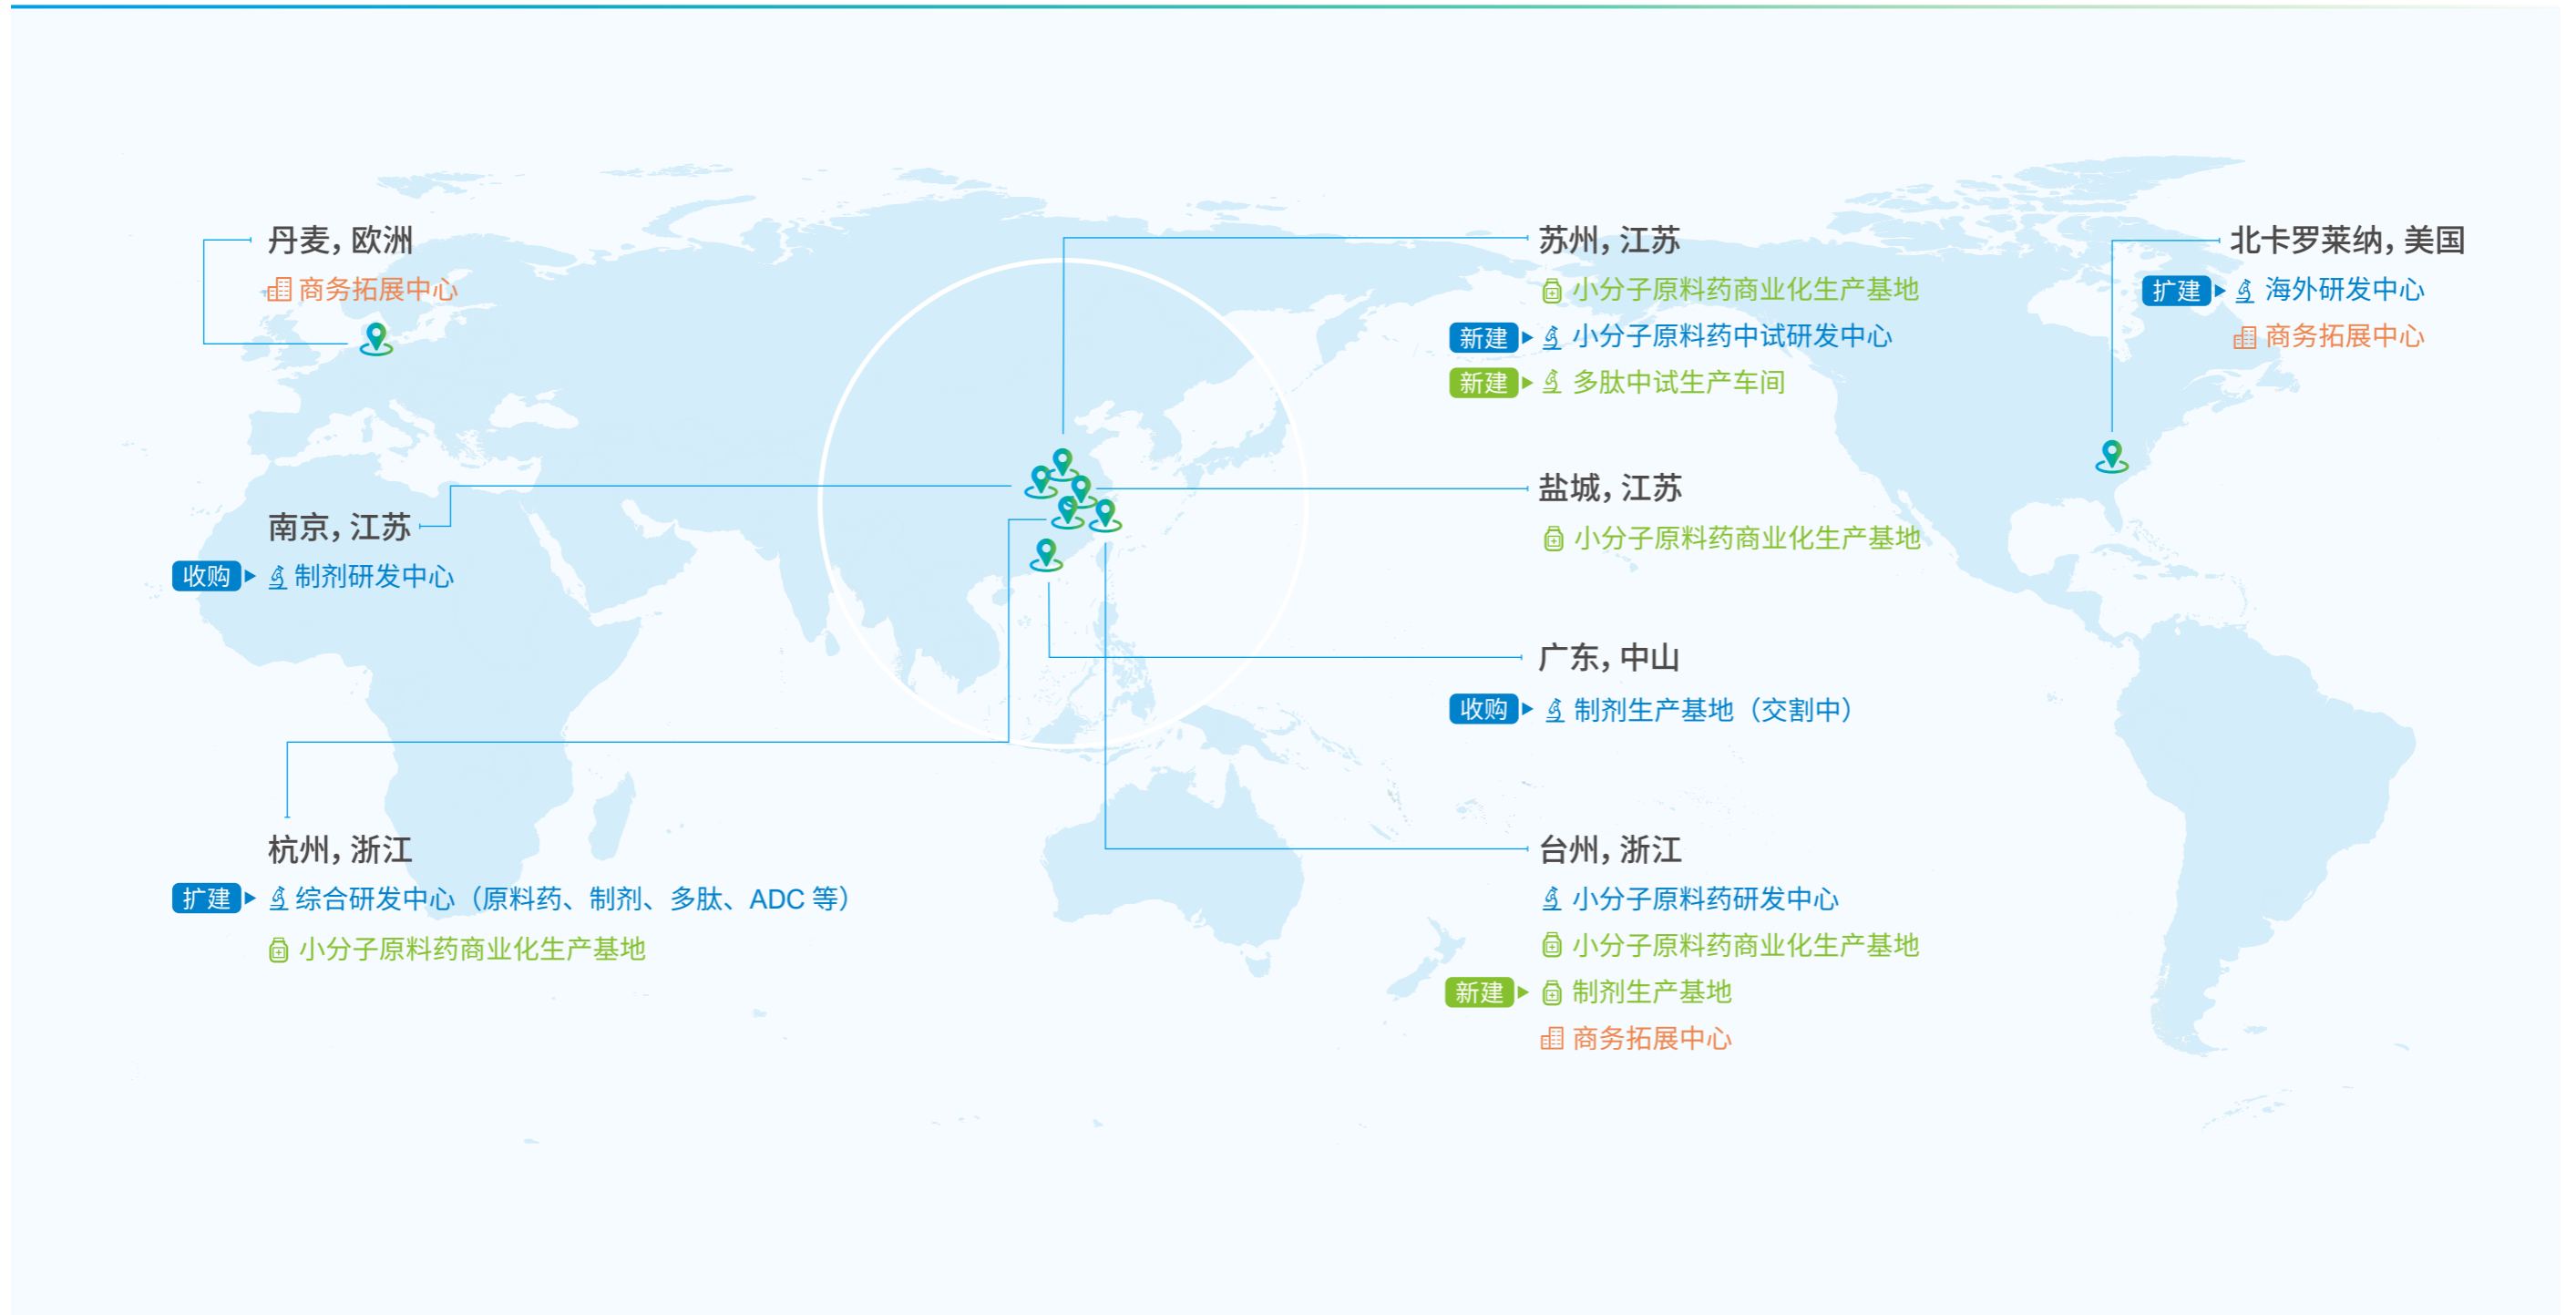 丹麦，欧洲
商务拓展中心
南京，江苏
收购 制剂研发中心
杭州，浙江
扩建 综合研发中心（原料药、制剂、多肽、ADC 等）
小分子原料药商业化生产基地
苏州，江苏
小分子原料药商业化生产基地
新建 小分子原料药中试研发中心
新建 多肽中试生产车间
盐城，江苏
小分子原料药商业化生产基地
广东，中山
收购 制剂生产基地（交割中）
台州，浙江
小分子原料药研发中心
小分子原料药商业化生产基地
新建 制剂生产基地
商务拓展中心
北卡罗莱纳，美国
扩建 海外研发中心
商务拓展中心